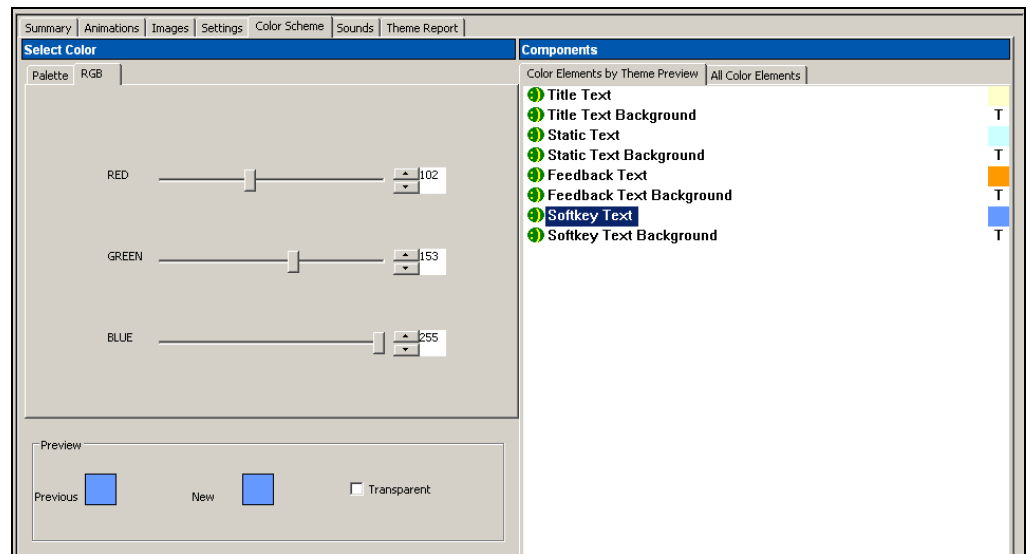 Summary Animations Images Settings Color Scheme Sounds Theme Report
Select Color
Palette RGB
RED 102
GREEN 153
BLUE 255
Preview
Previous New Transparent
Components
Color Elements by Theme Preview All Color Elements
Title Text
Title Text Background T
Static Text
Static Text Background T
Feedback Text
Feedback Text Background T
Softkey Text
Softkey Text Background T